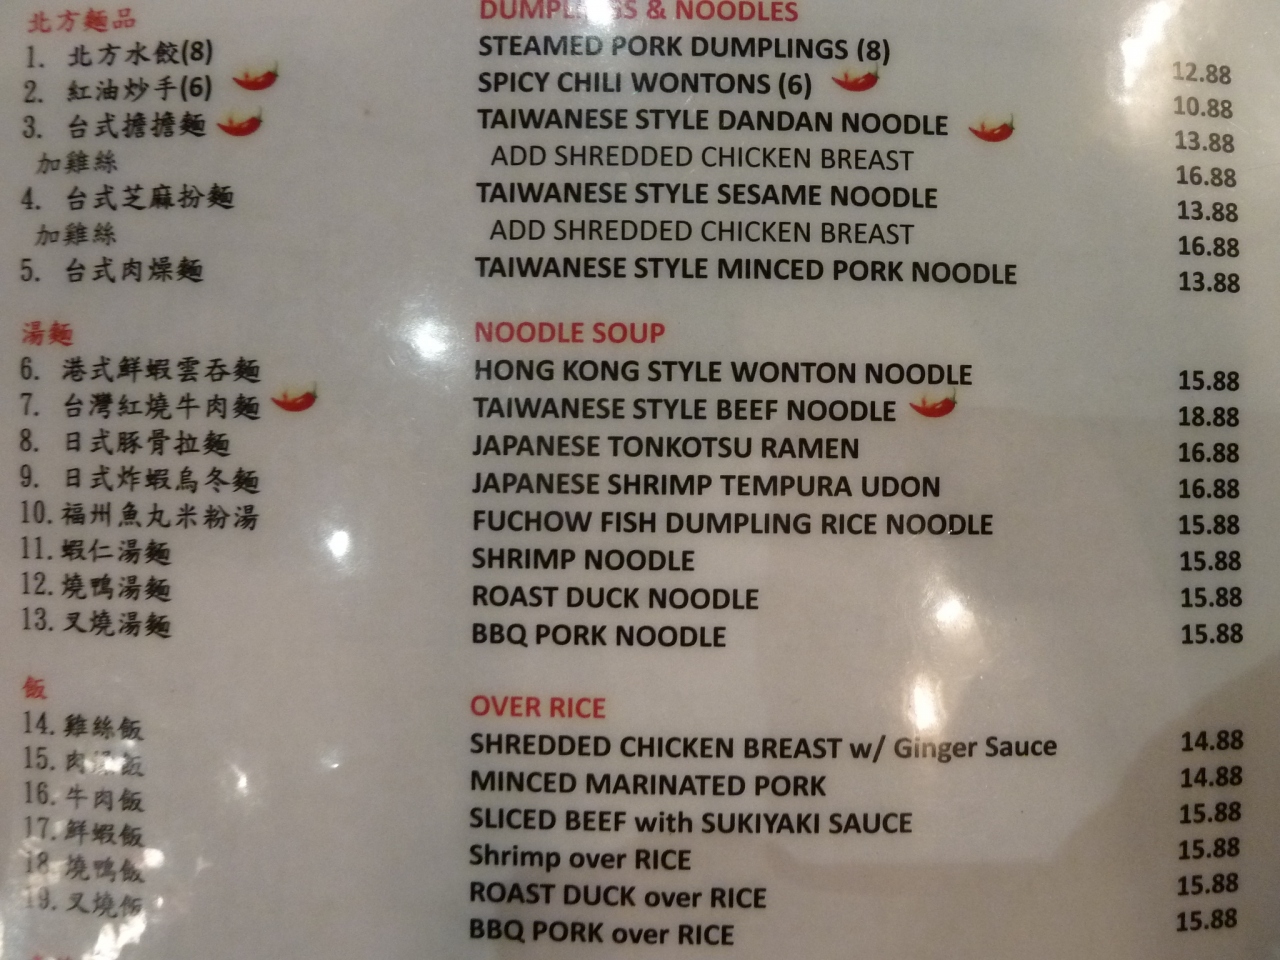 北方麵品 DUMPLINGS & NOODLES
1. 北方水餃(8) STEAMED PORK DUMPLINGS (8) 12.88
2. 紅油炒手(6) SPICY CHILI WONTONS (6) 10.88
3. 台式擔擔麵 TAIWANESE STYLE DANDAN NOODLE 13.88
加雞絲 ADD SHREDDED CHICKEN BREAST 16.88
4. 台式芝麻扮麵 TAIWANESE STYLE SESAME NOODLE 13.88
加雞絲 ADD SHREDDED CHICKEN BREAST 16.88
5. 台式肉燥麵 TAIWANESE STYLE MINCED PORK NOODLE 13.88
湯麵 NOODLE SOUP
6. 港式鮮蝦雲吞麵 HONG KONG STYLE WONTON NOODLE 15.88
7. 台灣紅燒牛肉麵 TAIWANESE STYLE BEEF NOODLE 18.88
8. 日式豚骨拉麵 JAPANESE TONKOTSU RAMEN 16.88
9. 日式炸蝦烏冬麵 JAPANESE SHRIMP TEMPURA UDON 16.88
10. 福州魚丸米粉湯 FUCHOW FISH DUMPLING RICE NOODLE 15.88
11. 蝦仁湯麵 SHRIMP NOODLE 15.88
12. 燒鴨湯麵 ROAST DUCK NOODLE 15.88
13. 叉燒湯麵 BBQ PORK NOODLE 15.88
飯 OVER RICE
14. 雞絲飯 SHREDDED CHICKEN BREAST w/ Ginger Sauce 14.88
15. 肉燥飯 MINCED MARINATED PORK 14.88
16. 牛肉飯 SLICED BEEF with SUKIYAKI SAUCE 15.88
17. 鮮蝦飯 Shrimp over RICE 15.88
18. 燒鴨飯 ROAST DUCK over RICE 15.88
19. 叉燒飯 BBQ PORK over RICE 15.88